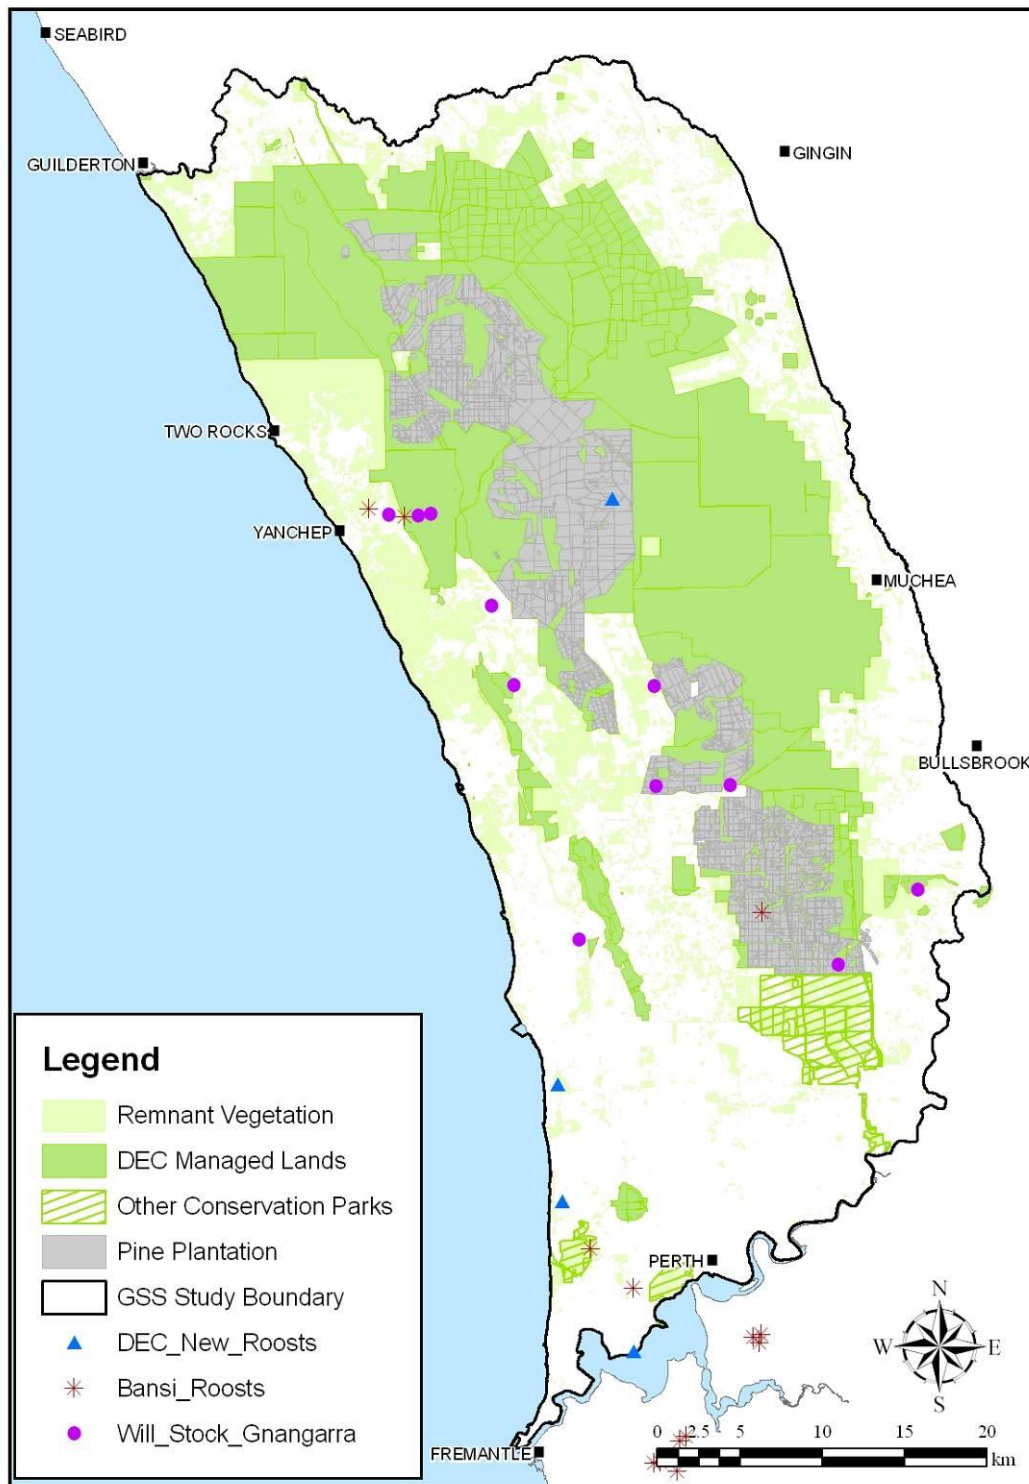 SEABIRD
GUILDERTON
GINGIN
TWO ROCKS
YANCHEP
MUCHEA
BULLSBROOK
Legend
Remnant Vegetation
DEC Managed Lands
Other Conservation Parks
Pine Plantation
GSS Study Boundary
DEC_New_Roosts
Bansi_Roosts
Will_Stock_Gnangarra
PERTH
FREMANTLE
N
W E
S
0 2.5 5 10 15 20
km